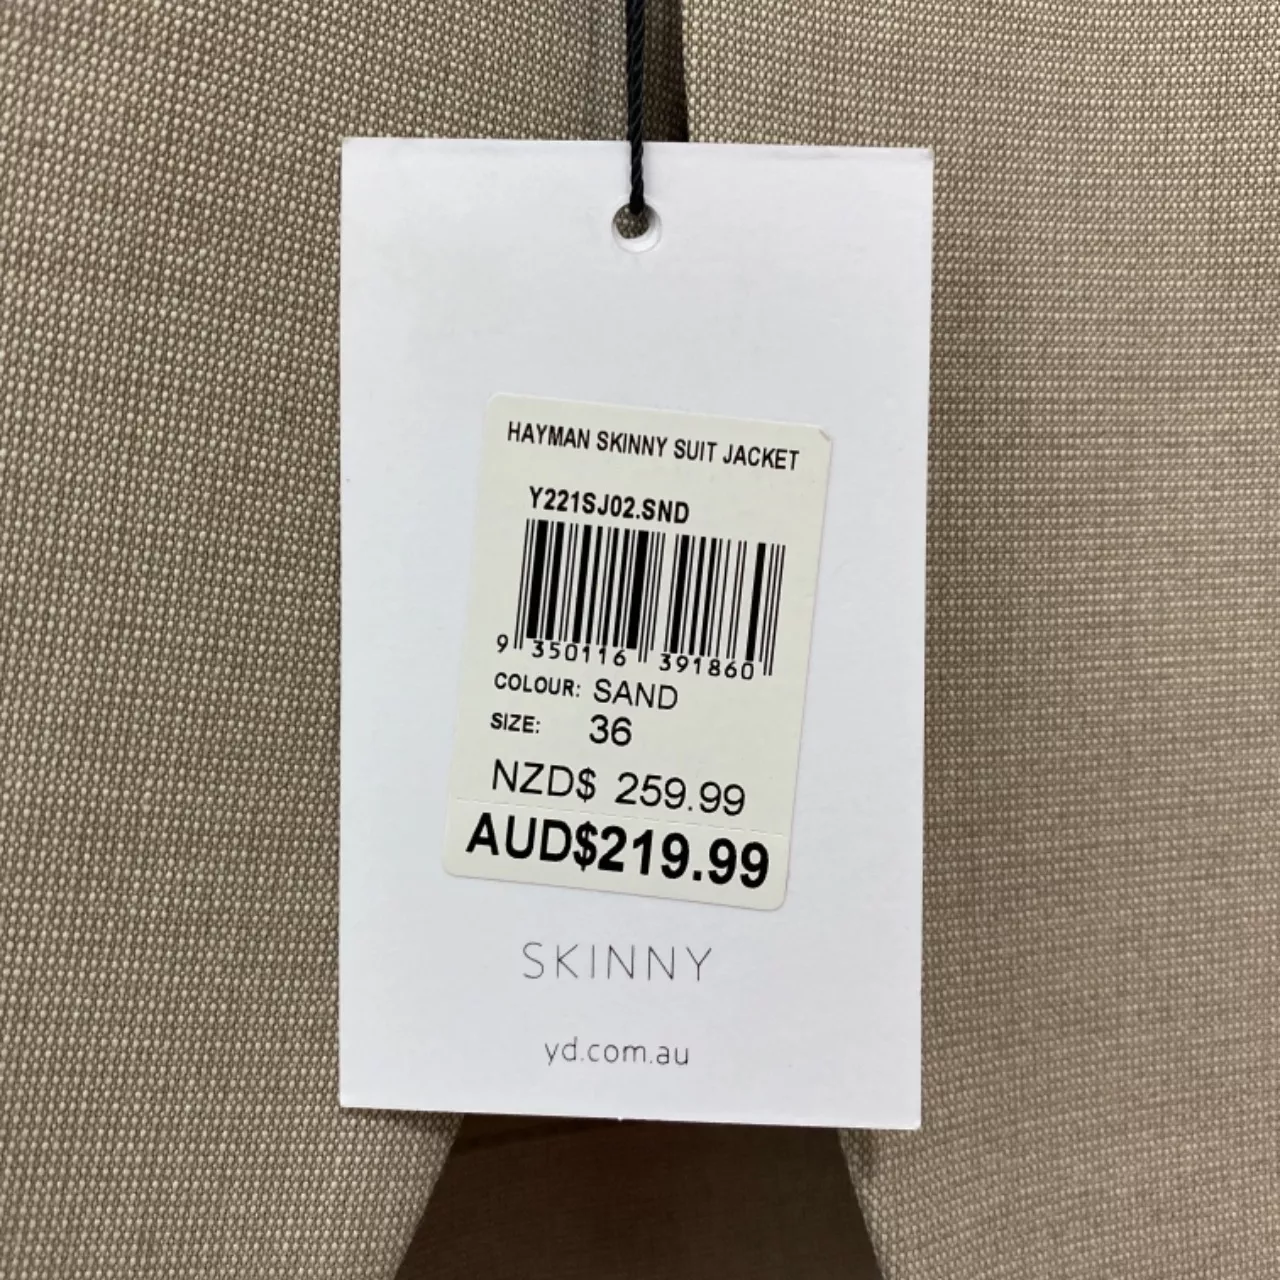 HAYMAN SKINNY SUIT JACKET
Y221SJ02.SND
9 350116 391860
COLOUR: SAND
SIZE: 36
NZD$ 259.99
AUD$219.99
SKINNY
yd.com.au